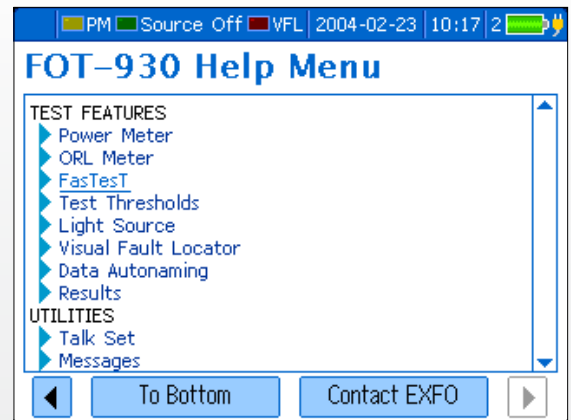 PM Source Off VFL 2004-02-23 10:17 2
FOT-930 Help Menu
TEST FEATURES
Power Meter
ORL Meter
FasTesT
Test Thresholds
Light Source
Visual Fault Locator
Data Autonaming
Results
UTILITIES
Talk Set
Messages
To Bottom Contact EXFO